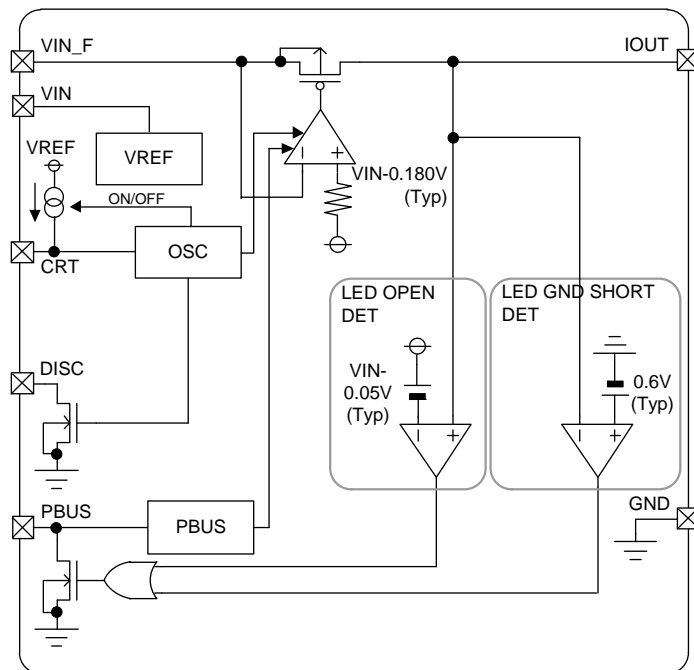 VIN_F
IOUT
VIN
VREF
VREF
VIN-0.180V
(Typ)
ON/OFF
OSC
CRT
LED OPEN
DET
LED GND SHORT
DET
DISC
VIN-
0.05V
(Typ)
0.6V
(Typ)
PBUS
PBUS
GND